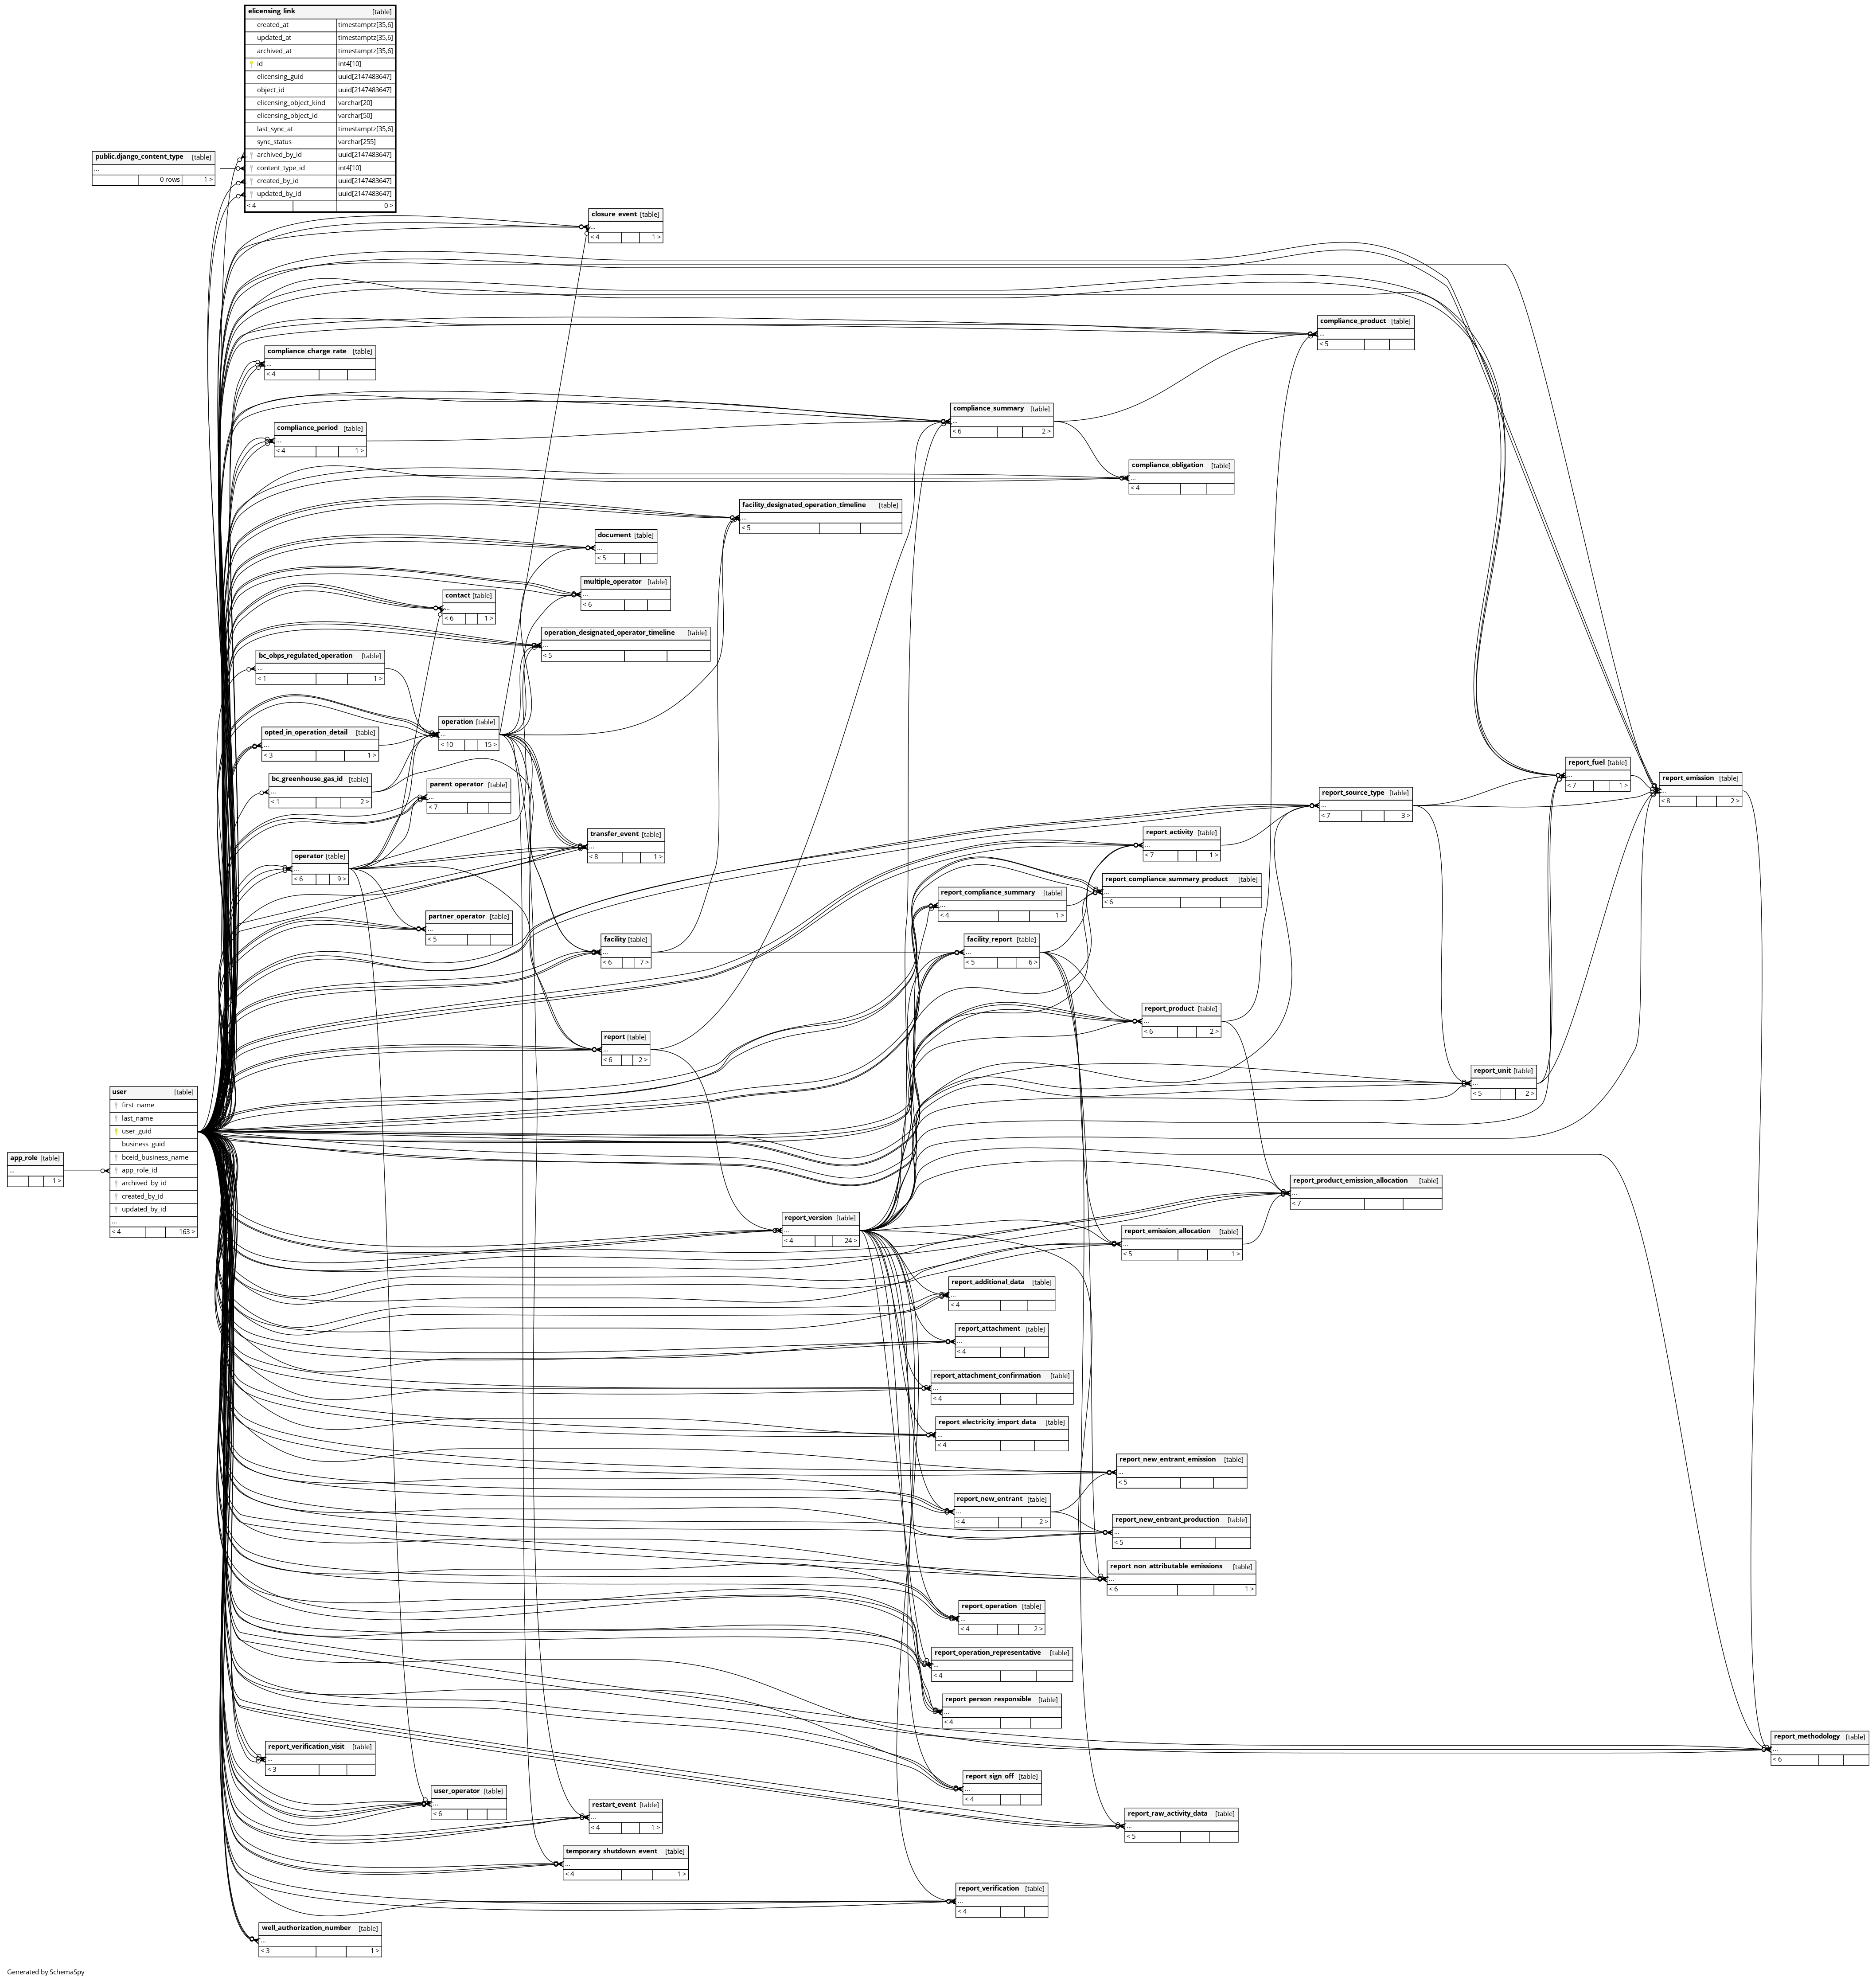 elicensing_link [table]
created_at timestamptz[35,6]
updated_at timestamptz[35,6]
archived_at timestamptz[35,6]
id int4[10]
elicensing_guid uuid[2147483647]
object_id uuid[2147483647]
elicensing_object_kind varchar[20]
elicensing_object_id varchar[50]
last_sync_at timestamptz[35,6]
sync_status varchar[255]
archived_by_id uuid[2147483647]
content_type_id int4[10]
created_by_id uuid[2147483647]
updated_by_id uuid[2147483647]
< 4 0 >
public.django_content_type [table]
...
0 rows 1 >
closure_event [table]
...
< 4 1 >
compliance_product [table]
...
< 5
compliance_charge_rate [table]
...
< 4
compliance_summary [table]
...
< 6 2 >
compliance_period [table]
...
< 4 1 >
compliance_obligation [table]
...
< 4
facility_designated_operation_timeline [table]
...
< 5
document [table]
...
< 5
multiple_operator [table]
...
< 6
contact [table]
...
< 6 1 >
operation_designated_operator_timeline [table]
...
< 5
bc_obps_regulated_operation [table]
...
< 1 1 >
operation [table]
...
< 10 15 >
opted_in_operation_detail [table]
...
< 3 1 >
bc_greenhouse_gas_id [table]
...
< 1 2 >
parent_operator [table]
...
< 7
report_fuel [table]
...
< 7 1 >
report_emission [table]
...
< 8 2 >
report_source_type [table]
...
< 7 3 >
transfer_event [table]
...
< 8 1 >
report_activity [table]
...
< 7 1 >
operator [table]
...
< 6 9 >
report_compliance_summary_product [table]
...
< 6
report_compliance_summary [table]
...
< 4 1 >
partner_operator [table]
...
< 5
facility [table]
...
< 6 7 >
facility_report [table]
...
< 5 6 >
report_product [table]
...
< 6 2 >
report [table]
...
< 6 2 >
report_unit [table]
...
< 5 2 >
user [table]
first_name
last_name
user_guid
business_guid
bceid_business_name
app_role_id
archived_by_id
created_by_id
updated_by_id
...
< 4 163 >
app_role [table]
...
1 >
report_product_emission_allocation [table]
...
< 7
report_version [table]
...
< 4 24 >
report_emission_allocation [table]
...
< 5 1 >
report_additional_data [table]
...
< 4
report_attachment [table]
...
< 4
report_attachment_confirmation [table]
...
< 4
report_electricity_import_data [table]
...
< 4
report_new_entrant_emission [table]
...
< 5
report_new_entrant [table]
...
< 4 2 >
report_new_entrant_production [table]
...
< 5
report_non_attributable_emissions [table]
...
< 6 1 >
report_operation [table]
...
< 4 2 >
report_operation_representative [table]
...
< 4
report_person_responsible [table]
...
< 4
report_methodology [table]
...
< 6
report_verification_visit [table]
...
< 3
report_sign_off [table]
...
< 4
user_operator [table]
...
< 6
restart_event [table]
...
< 4 1 >
report_raw_activity_data [table]
...
< 5
temporary_shutdown_event [table]
...
< 4 1 >
report_verification [table]
...
< 4
well_authorization_number [table]
...
< 3 1 >
Generated by SchemaSpy